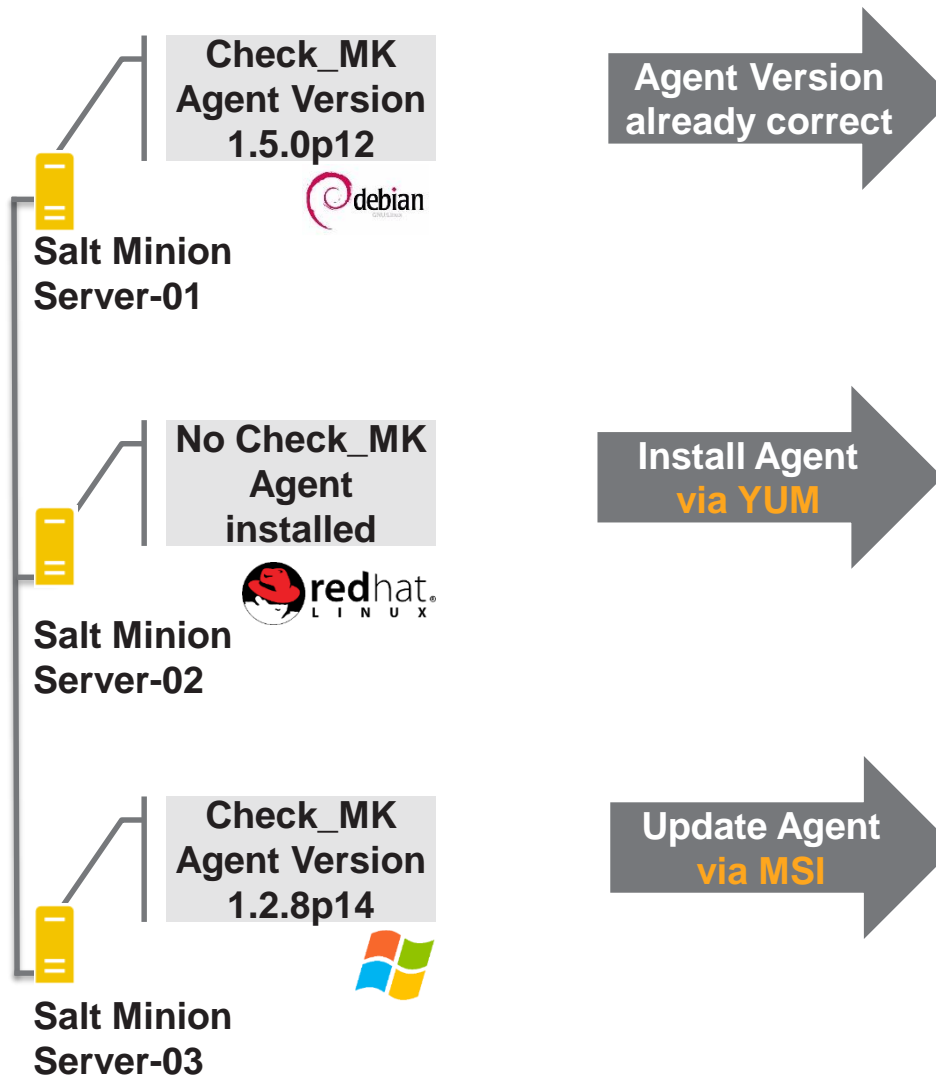 Check_MK
Agent Version
1.5.0p12
debian
GNU/Linux
Agent Version
already correct
Salt Minion
Server-01
No Check_MK
Agent
installed
redhat.
LINUX
Install Agent
via YUM
Salt Minion
Server-02
Check_MK
Agent Version
1.2.8p14
Update Agent
via MSI
Salt Minion
Server-03